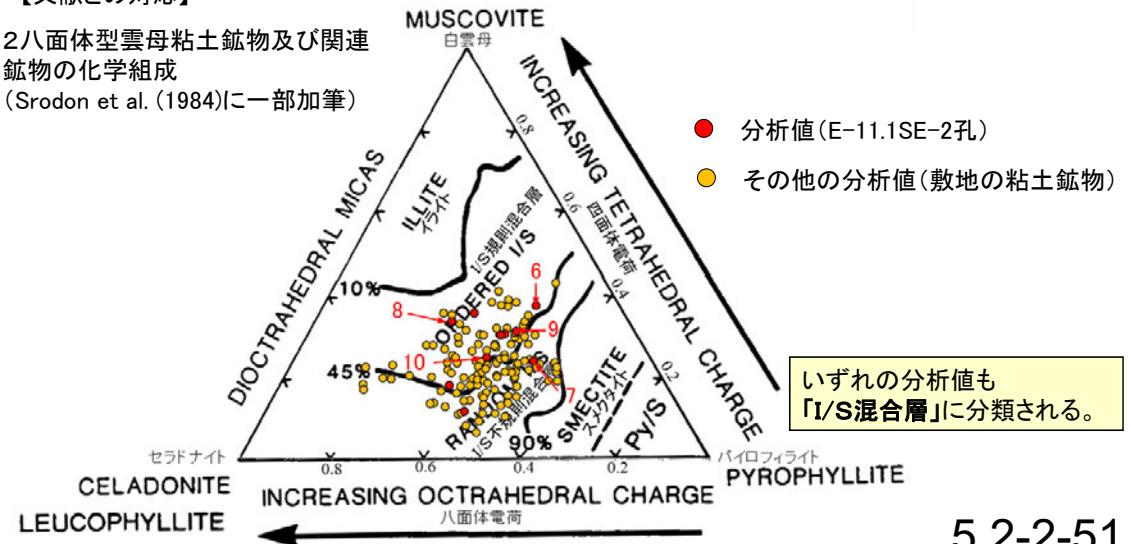 【文献との対応】
2八面体型雲母粘土鉱物及び関連
鉱物の化学組成
(Srodon et al. (1984)に一部加筆)
MUSCOVITE
白雲母
分析値(E-11.1SE-2孔)
その他の分析値(敷地の粘土鉱物)
DIOCTRAHEDRAL MICAS
INCREASING TETRAHEDRAL CHARGE
四面体電荷
0.8
0.6
0.4
0.2
ILLITE
イライト
I/S規則混合層
ORDERED I/S
10%
6
8
9
10
7
45%
RANDOM I/S
I/S不規則混合層
90%
SMECTITE
スメクタイト
Py/S
いずれの分析値も
「I/S混合層」に分類される。
セラドナイト
0.8
0.6
0.4
0.2
パイロフィライト
CELADONITE
PYROPHYLLITE
INCREASING OCTRAHEDRAL CHARGE
LEUCOPHYLLITE
八面体電荷
5.2-2-51